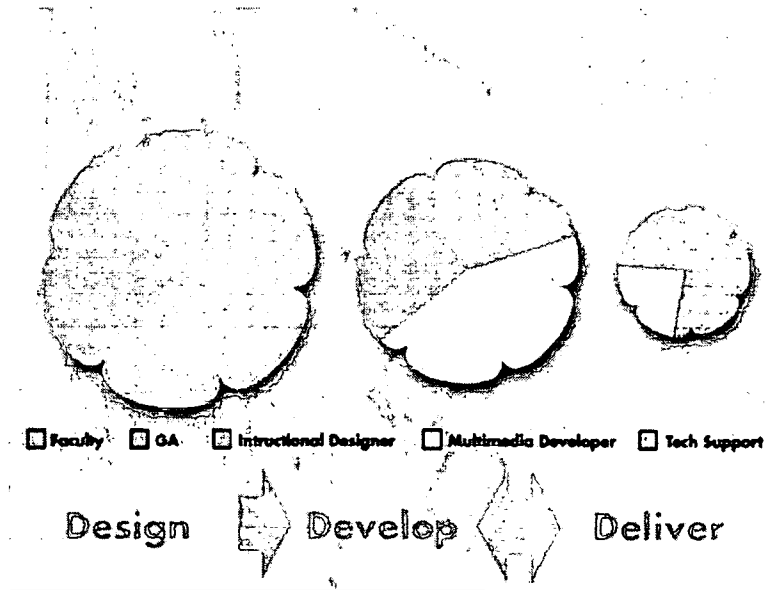 Faculty GA Intructional Designer Multimedia Developer Tech Support
Design Develop Deliver